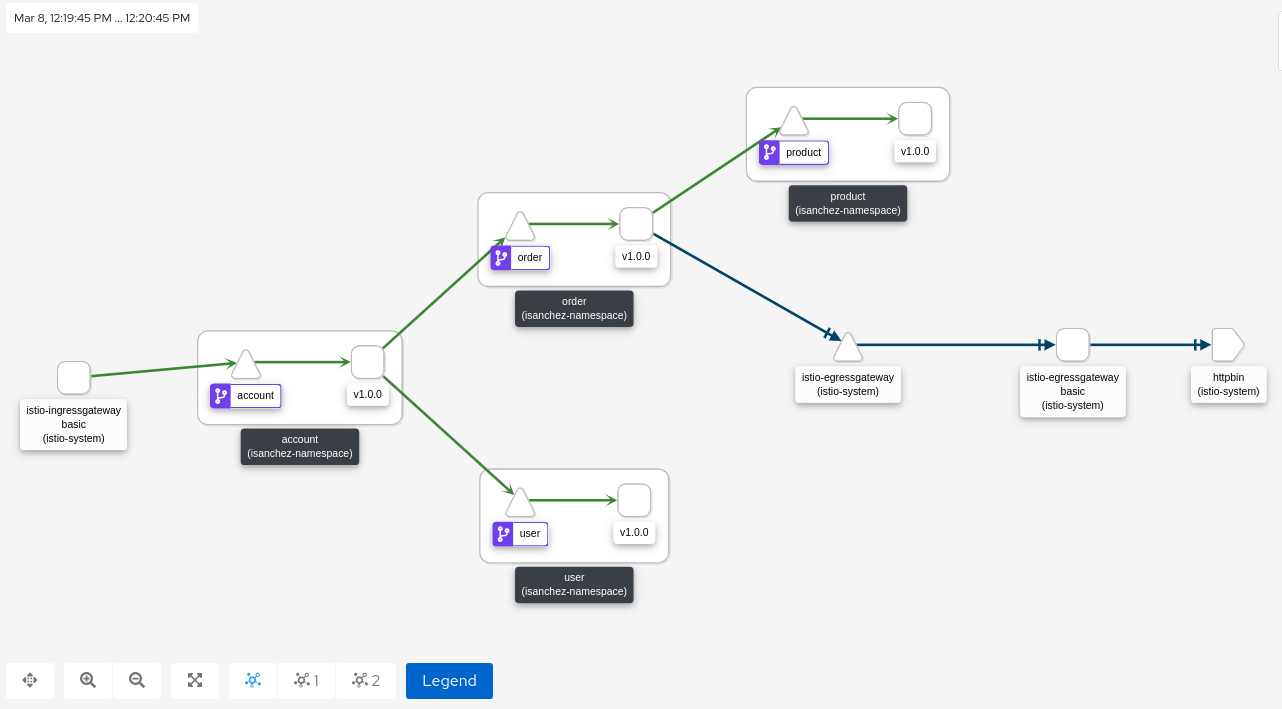 Mar 8, 12:19:45 PM ... 12:20:45 PM
product
v1.0.0
product
(isanchez-namespace)
order
v1.0.0
order
(isanchez-namespace)
istio-ingressgateway
basic
(istio-system)
account
v1.0.0
account
(isanchez-namespace)
istio-egressgateway
(istio-system)
istio-egressgateway
basic
(istio-system)
httpbin
(istio-system)
user
v1.0.0
user
(isanchez-namespace)
1
2
Legend